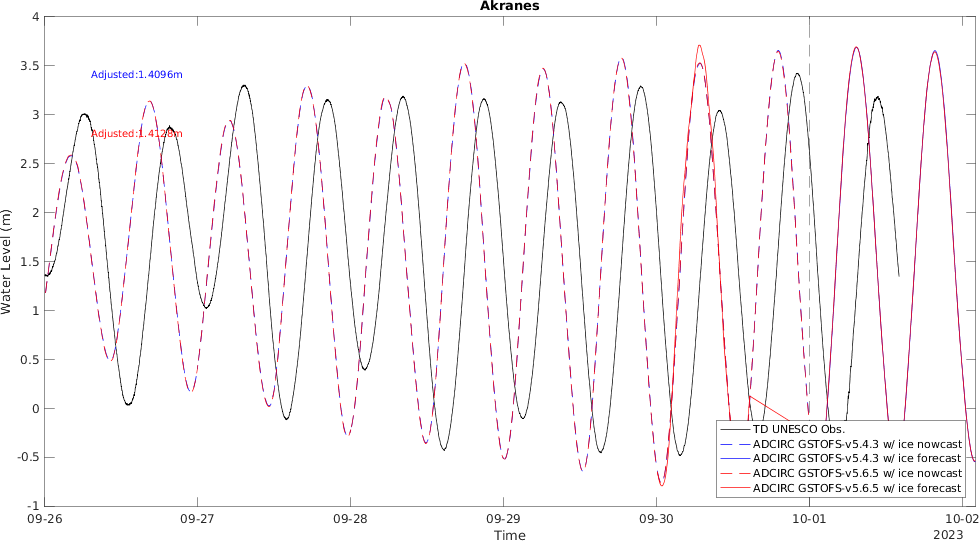 Akranes
4
3.5
3
2.5
2
1.5
1
0.5
0
-0.5
-1
Water Level (m)
Adjusted:1.4096m
Adjusted:1.4128m
TD UNESCO Obs.
ADCIRC GSTOFS-v5.4.3 w/ ice nowcast
ADCIRC GSTOFS-v5.4.3 w/ ice forecast
ADCIRC GSTOFS-v5.6.5 w/ ice nowcast
ADCIRC GSTOFS-v5.6.5 w/ ice forecast
09-26 09-27 09-28 09-29 09-30 10-01 10-02
Time
2023